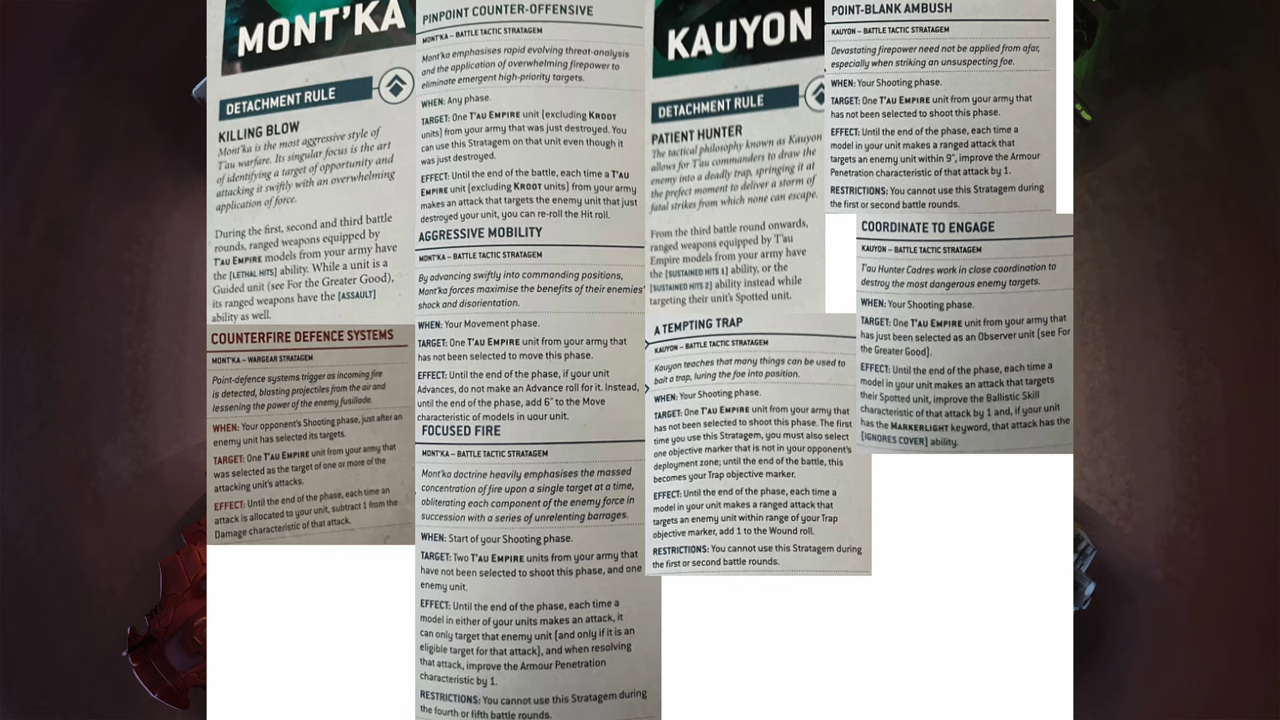 MONT'KA
DETACHMENT RULE
KILLING BLOW
Mont'ka is the most aggressive style of
T'au warfare. Its singular focus is the art
of identifying a target of opportunity and
attacking it swiftly with an overwhelming
application of force.
During the first, second and third battle
rounds, ranged weapons equipped by
T'AU EMPIRE models from your army have
the [LETHAL HITS] ability. While a unit is a
Guided unit (see For the Greater Good),
its ranged weapons have the [ASSAULT]
ability as well.
COUNTERFIRE DEFENCE SYSTEMS
MONT'KA – WARGEAR STRATAGEM
Point-defence systems trigger as incoming fire
is detected, blasting projectiles from the air and
lessening the power of the enemy fusillade.
WHEN: Your opponent's Shooting phase, just after an
enemy unit has selected its targets.
TARGET: One T'AU EMPIRE unit from your army that
was selected as the target of one or more of the
attacking unit's attacks.
EFFECT: Until the end of the phase, each time an
attack is allocated to your unit, subtract 1 from the
Damage characteristic of that attack.
PINPOINT COUNTER-OFFENSIVE
MONT'KA – BATTLE TACTIC STRATAGEM
Mont'ka emphasises rapid evolving threat-analysis
and the application of overwhelming firepower to
eliminate emergent high-priority targets.
WHEN: Any phase.
TARGET: One T'AU EMPIRE unit (excluding KROOT
units) from your army that was just destroyed. You
can use this Stratagem on that unit even though it
was just destroyed.
EFFECT: Until the end of the battle, each time a T'AU
EMPIRE unit (excluding KROOT units) from your army
makes an attack that targets the enemy unit that just
destroyed your unit, you can re-roll the Hit roll.
AGGRESSIVE MOBILITY
MONT'KA – BATTLE TACTIC STRATAGEM
By advancing swiftly into commanding positions,
Mont'ka forces maximise the benefits of their enemies'
shock and disorientation.
WHEN: Your Movement phase.
TARGET: One T'AU EMPIRE unit from your army that
has not been selected to move this phase.
EFFECT: Until the end of the phase, if your unit
Advances, do not make an Advance roll for it. Instead,
until the end of the phase, add 6" to the Move
characteristic of models in your unit.
FOCUSED FIRE
MONT'KA – BATTLE TACTIC STRATAGEM
Mont'ka doctrine heavily emphasises the massed
concentration of fire upon a single target at a time,
obliterating each component of the enemy force in
succession with a series of unrelenting barrages.
WHEN: Start of your Shooting phase.
TARGET: Two T'AU EMPIRE units from your army that
have not been selected to shoot this phase, and one
enemy unit.
EFFECT: Until the end of the phase, each time a
model in either of your units makes an attack, it
can only target that enemy unit (and only if it is an
eligible target for that attack), and when resolving
that attack, improve the Armour Penetration
characteristic by 1.
RESTRICTIONS: You cannot use this Stratagem during
the fourth or fifth battle rounds.
KAUYON
DETACHMENT RULE
PATIENT HUNTER
The tactical philosophy known as Kauyon
allows for T'au commanders to draw the
enemy into a deadly trap, springing it at
the prefect moment to deliver a storm of
fatal strikes from which none can escape.
From the third battle round onwards,
ranged weapons equipped by T'au
Empire models from your army have
the [SUSTAINED HITS 1] ability, or the
[SUSTAINED HITS 2] ability instead while
targeting their unit's Spotted unit.
A TEMPTING TRAP
KAUYON – BATTLE TACTIC STRATAGEM
Kauyon teaches that many things can be used to
bait a trap, luring the foe into position.
WHEN: Your Shooting phase.
TARGET: One T'AU EMPIRE unit from your army that
has not been selected to shoot this phase. The first
time you use this Stratagem, you must also select
one objective marker that is not in your opponent's
deployment zone; until the end of the battle, this
becomes your Trap objective marker.
EFFECT: Until the end of the phase, each time a
model in your unit makes a ranged attack that
targets an enemy unit within range of your Trap
objective marker, add 1 to the Wound roll.
RESTRICTIONS: You cannot use this Stratagem during
the first or second battle rounds.
POINT-BLANK AMBUSH
KAUYON – BATTLE TACTIC STRATAGEM
Devastating firepower need not be applied from afar,
especially when striking an unsuspecting foe.
WHEN: Your Shooting phase.
TARGET: One T'AU EMPIRE unit from your army that
has not been selected to shoot this phase.
EFFECT: Until the end of the phase, each time a
model in your unit makes a ranged attack that
targets an enemy unit within 9", improve the Armour
Penetration characteristic of that attack by 1.
RESTRICTIONS: You cannot use this Stratagem during
the first or second battle rounds.
COORDINATE TO ENGAGE
KAUYON – BATTLE TACTIC STRATAGEM
T'au Hunter Cadres work in close coordination to
destroy the most dangerous enemy targets.
WHEN: Your Shooting phase.
TARGET: One T'AU EMPIRE unit from your army that
has just been selected as an Observer unit (see For
the Greater Good).
EFFECT: Until the end of the phase, each time a
model in your unit makes an attack that targets
their Spotted unit, improve the Ballistic Skill
characteristic of that attack by 1 and, if your unit
has the MARKERLIGHT keyword, that attack has the
[IGNORES COVER] ability.